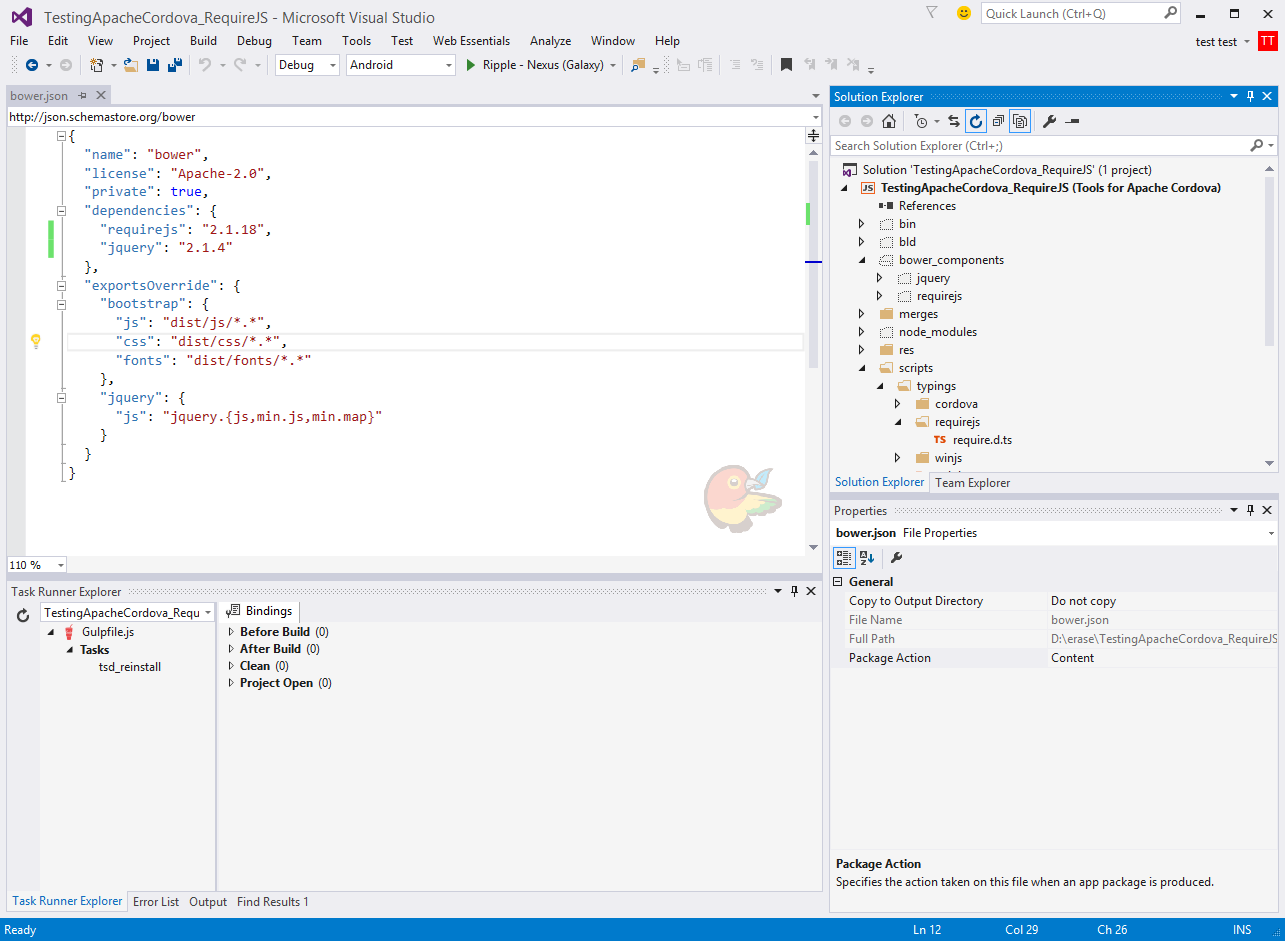 TestingApacheCordova_RequireJS - Microsoft Visual Studio
Quick Launch (Ctrl+Q)
File Edit View Project Build Debug Team Tools Test Web Essentials Analyze Window Help
test test TT
Debug Android Ripple - Nexus (Galaxy)
bower.json
http://json.schemastore.org/bower
{
"name": "bower",
"license": "Apache-2.0",
"private": true,
"dependencies": {
"requirejs": "2.1.18",
"jquery": "2.1.4"
},
"exportsOverride": {
"bootstrap": {
"js": "dist/js/*.*",
"css": "dist/css/*.*",
"fonts": "dist/fonts/*.*"
},
"jquery": {
"js": "jquery.{js,min.js,min.map}"
}
}
}
110 %
Task Runner Explorer
TestingApacheCordova_Requ
Gulpfile.js
Tasks
tsd_reinstall
Bindings
Before Build (0)
After Build (0)
Clean (0)
Project Open (0)
Task Runner Explorer Error List Output Find Results 1
Solution Explorer
Search Solution Explorer (Ctrl+;)
Solution 'TestingApacheCordova_RequireJS' (1 project)
JS TestingApacheCordova_RequireJS (Tools for Apache Cordova)
References
bin
bld
bower_components
jquery
requirejs
merges
node_modules
res
scripts
typings
cordova
requirejs
TS require.d.ts
winjs
Solution Explorer Team Explorer
Properties
bower.json File Properties
General
Copy to Output Directory Do not copy
File Name bower.json
Full Path D:\erase\TestingApacheCordova_RequireJS
Package Action Content
Package Action
Specifies the action taken on this file when an app package is produced.
Ready Ln 12 Col 29 Ch 26 INS